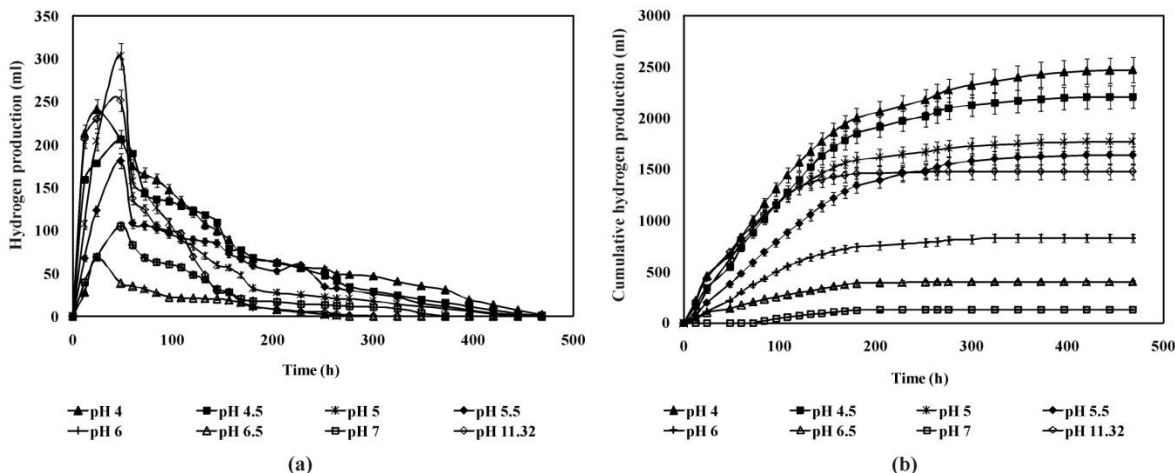 350
300
250
200
150
100
50
0
Hydrogen production (ml)
0 100 200 300 400 500
Time (h)
pH 4 pH 4.5 pH 5 pH 5.5
pH 6 pH 6.5 pH 7 pH 11.32
(a)
3000
2500
2000
1500
1000
500
0
Cumulative hydrogen production (ml)
0 100 200 300 400 500
Time (h)
pH 4 pH 4.5 pH 5 pH 5.5
pH 6 pH 6.5 pH 7 pH 11.32
(b)